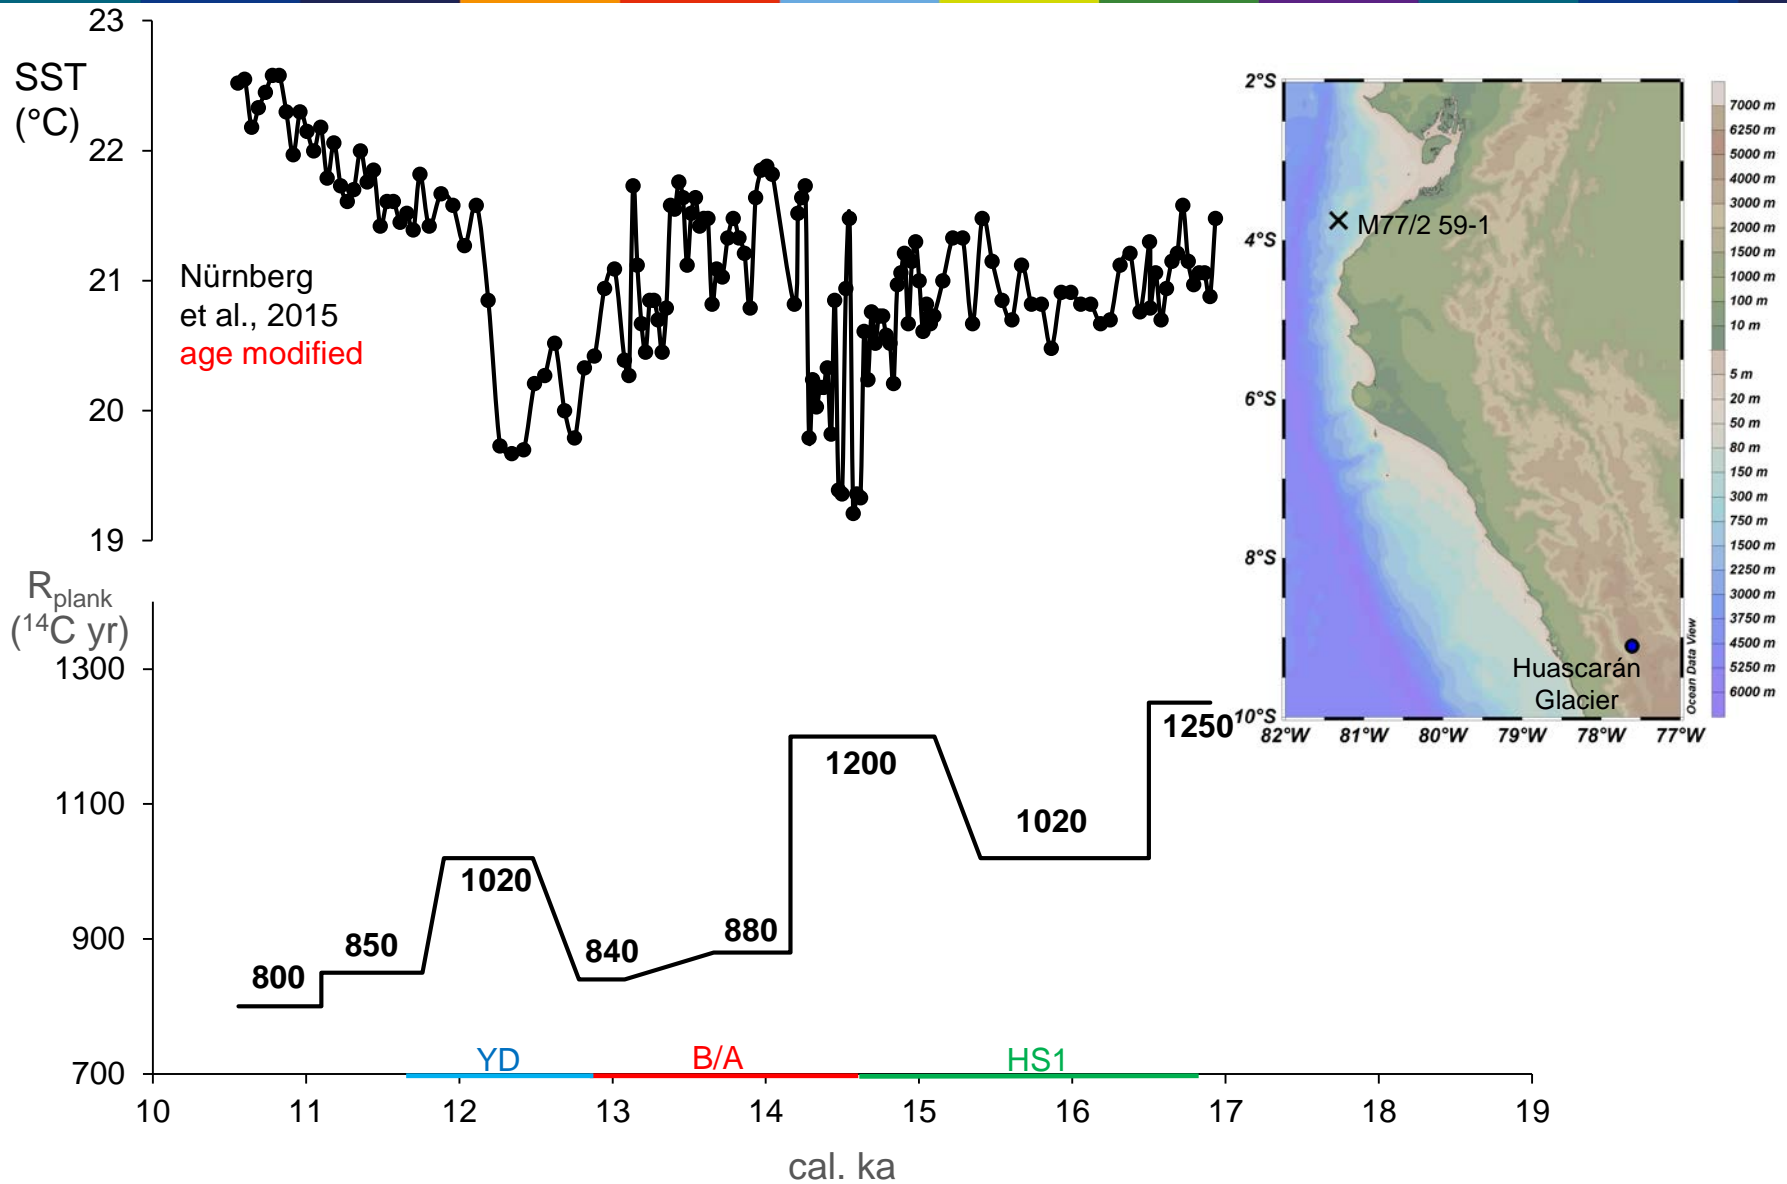 23
SST
(°C)
22
21
20
19
Nürnberg
et al., 2015
age modified
R plank
(14C yr)
1300
1100
900
700
800
850
1020
840
880
1200
1020
1250
YD
B/A
HS1
10
11
12
13
14
15
16
17
18
19
cal. ka
2°S
4°S
6°S
8°S
10°S
82°W
81°W
80°W
79°W
78°W
77°W
M77/2 59-1
Huascarán
Glacier
Ocean Data View
7000 m
6250 m
5000 m
4000 m
3000 m
2000 m
1500 m
1000 m
100 m
10 m
5 m
20 m
50 m
80 m
150 m
300 m
750 m
1500 m
2250 m
3000 m
3750 m
4500 m
5250 m
6000 m